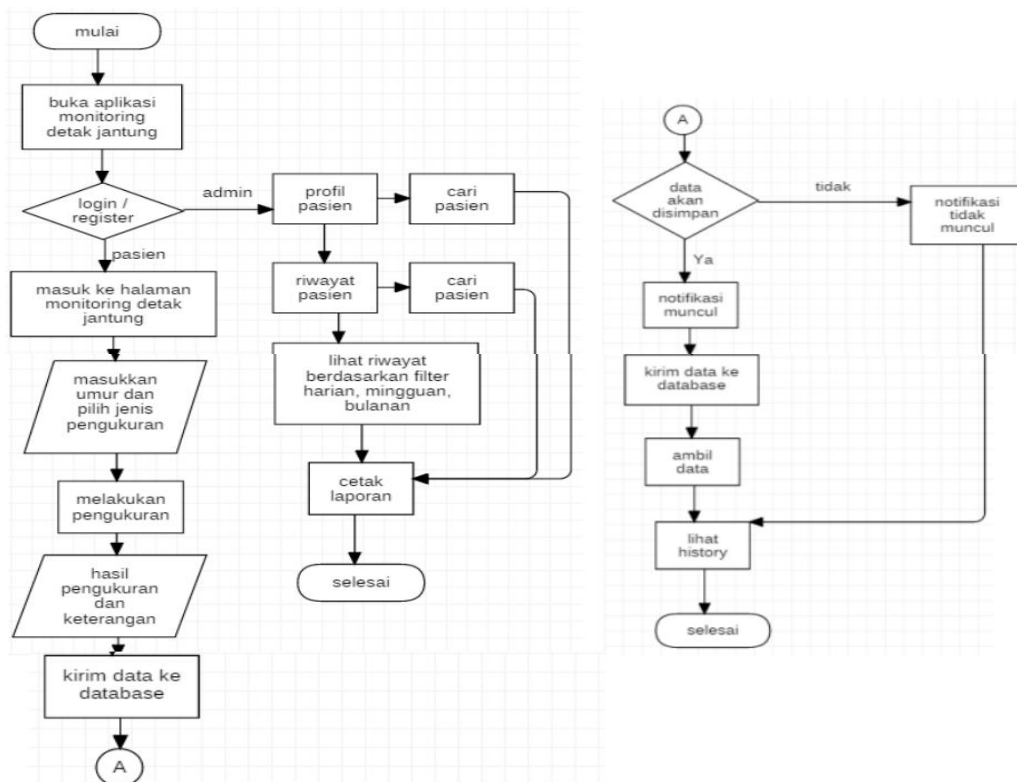 mulai
buka aplikasi
monitoring
detak jantung
login /
register
admin
pasien
masuk ke halaman
monitoring detak
jantung
masukkan
umur dan
pilih jenis
pengukuran
melakukan
pengukuran
hasil
pengukuran
dan
keterangan
kirim data ke
database
A
profil
pasien
cari
pasien
riwayat
pasien
cari
pasien
lihat riwayat
berdasarkan filter
harian, mingguan,
bulanan
cetak
laporan
selesai
A
data
akan
disimpan
tidak
notifikasi
tidak
muncul
Ya
notifikasi
muncul
kirim data ke
database
ambil
data
lihat
history
selesai